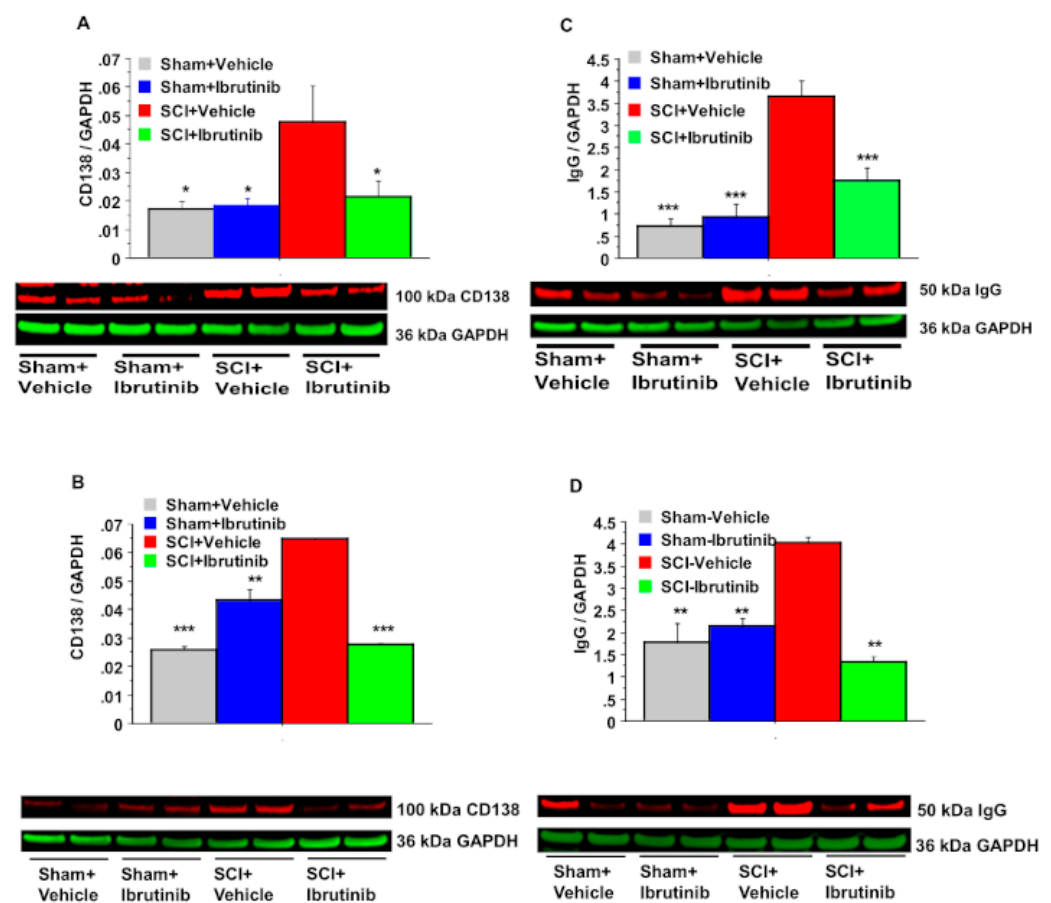 A
Sham+Vehicle
Sham+Ibrutinib
SCI+Vehicle
SCI+Ibrutinib
CD138 / GAPDH
.07
.06
.05
.04
.03
.02
.01
0
*
*
*
100 kDa CD138
36 kDa GAPDH
Sham+ Sham+ SCI+ SCI+
Vehicle Ibrutinib Vehicle Ibrutinib
C
Sham+Vehicle
Sham+Ibrutinib
SCI+Vehicle
SCI+Ibrutinib
IgG / GAPDH
4.5
4
3.5
3
2.5
2
1.5
1
.5
0
***
***
***
50 kDa IgG
36 kDa GAPDH
Sham+ Sham+ SCI+ SCI+
Vehicle Ibrutinib Vehicle Ibrutinib
B
Sham+Vehicle
Sham+Ibrutinib
SCI+Vehicle
SCI+Ibrutinib
CD138 / GAPDH
.07
.06
.05
.04
.03
.02
.01
0
***
**
***
100 kDa CD138
36 kDa GAPDH
Sham+ Sham+ SCI+ SCI+
Vehicle Ibrutinib Vehicle Ibrutinib
D
Sham-Vehicle
Sham-Ibrutinib
SCI-Vehicle
SCI-Ibrutinib
IgG / GAPDH
4.5
4
3.5
3
2.5
2
1.5
1
.5
0
**
**
**
50 kDa IgG
36 kDa GAPDH
Sham+ Sham+ SCI+ SCI+
Vehicle Ibrutinib Vehicle Ibrutinib